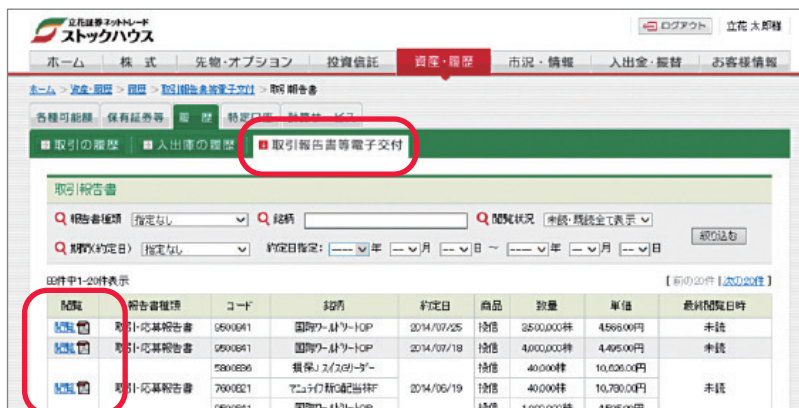 立花証券ネットトレード
ストックハウス
ログアウト 立花 太郎様
ホーム 株 式 先物・オプション 投資信託 資産・履歴 市況・情報 入出金・振替 お客様情報
ホーム > 資産・履歴 > 履歴 > 取引報告書等電子交付 > 取引報告書
各種可能額 保有証券等 履 歴 特定口座
取引の履歴 入出庫の履歴 取引報告書等電子交付
取引報告書
報告書種類 指定なし 銘柄 閲覧状況 未読・既読全て表示
絞り込む
期間(約定日) 指定なし 約定日指定: ---- 年 -- 月 -- 日 ~ ---- 年 -- 月 -- 日
件中1-20件表示 【 前の20件 | 次の20件 】
閲覧 報告書種類 コード 銘柄 約定日 商品 数量 単価 最終閲覧日時
閲覧 取引・応募報告書 9500841 国際ワールドリートOP 2014/07/25 投信 3,500,000株 4,566.00円 未読
閲覧 取引・応募報告書 9500841 国際ワールドリートOP 2014/07/18 投信 4,000,000株 4,495.00円 未読
投信 40,000株 10,626.00円
閲覧 取引・応募報告書 7600821 2014/06/19 投信 40,000株 10,780.00円 未読
国際ワールドリートOP 投信